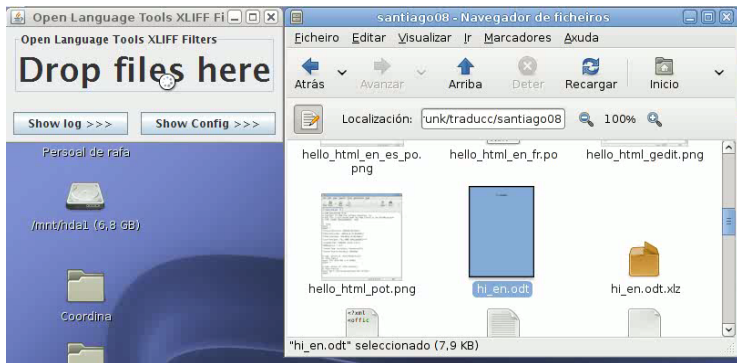 Open Language Tools XLIFF Fi
Open Language Tools XLIFF Filters
Drop files here
Show log >>>
Show Config >>>
Persoal de rafa
/mnt/hda1 (6,8 GB)
Coordina
santiago08 - Navegador de ficheiros
Ficheiro Editar Visualizar Ir Marcadores Axuda
Atrás
Avanzar
Arriba
Deter
Recargar
Inicio
Localización:
runk/traducc/santiago08
100%
hello_html_en_es_po.
png
hello_html_en_fr.po
hello_html_gedit.png
hello_html_pot.png
hi_en.odt
hi_en.odt.xlz
<?xml
<offic
"hi_en.odt" seleccionado (7,9 KB)